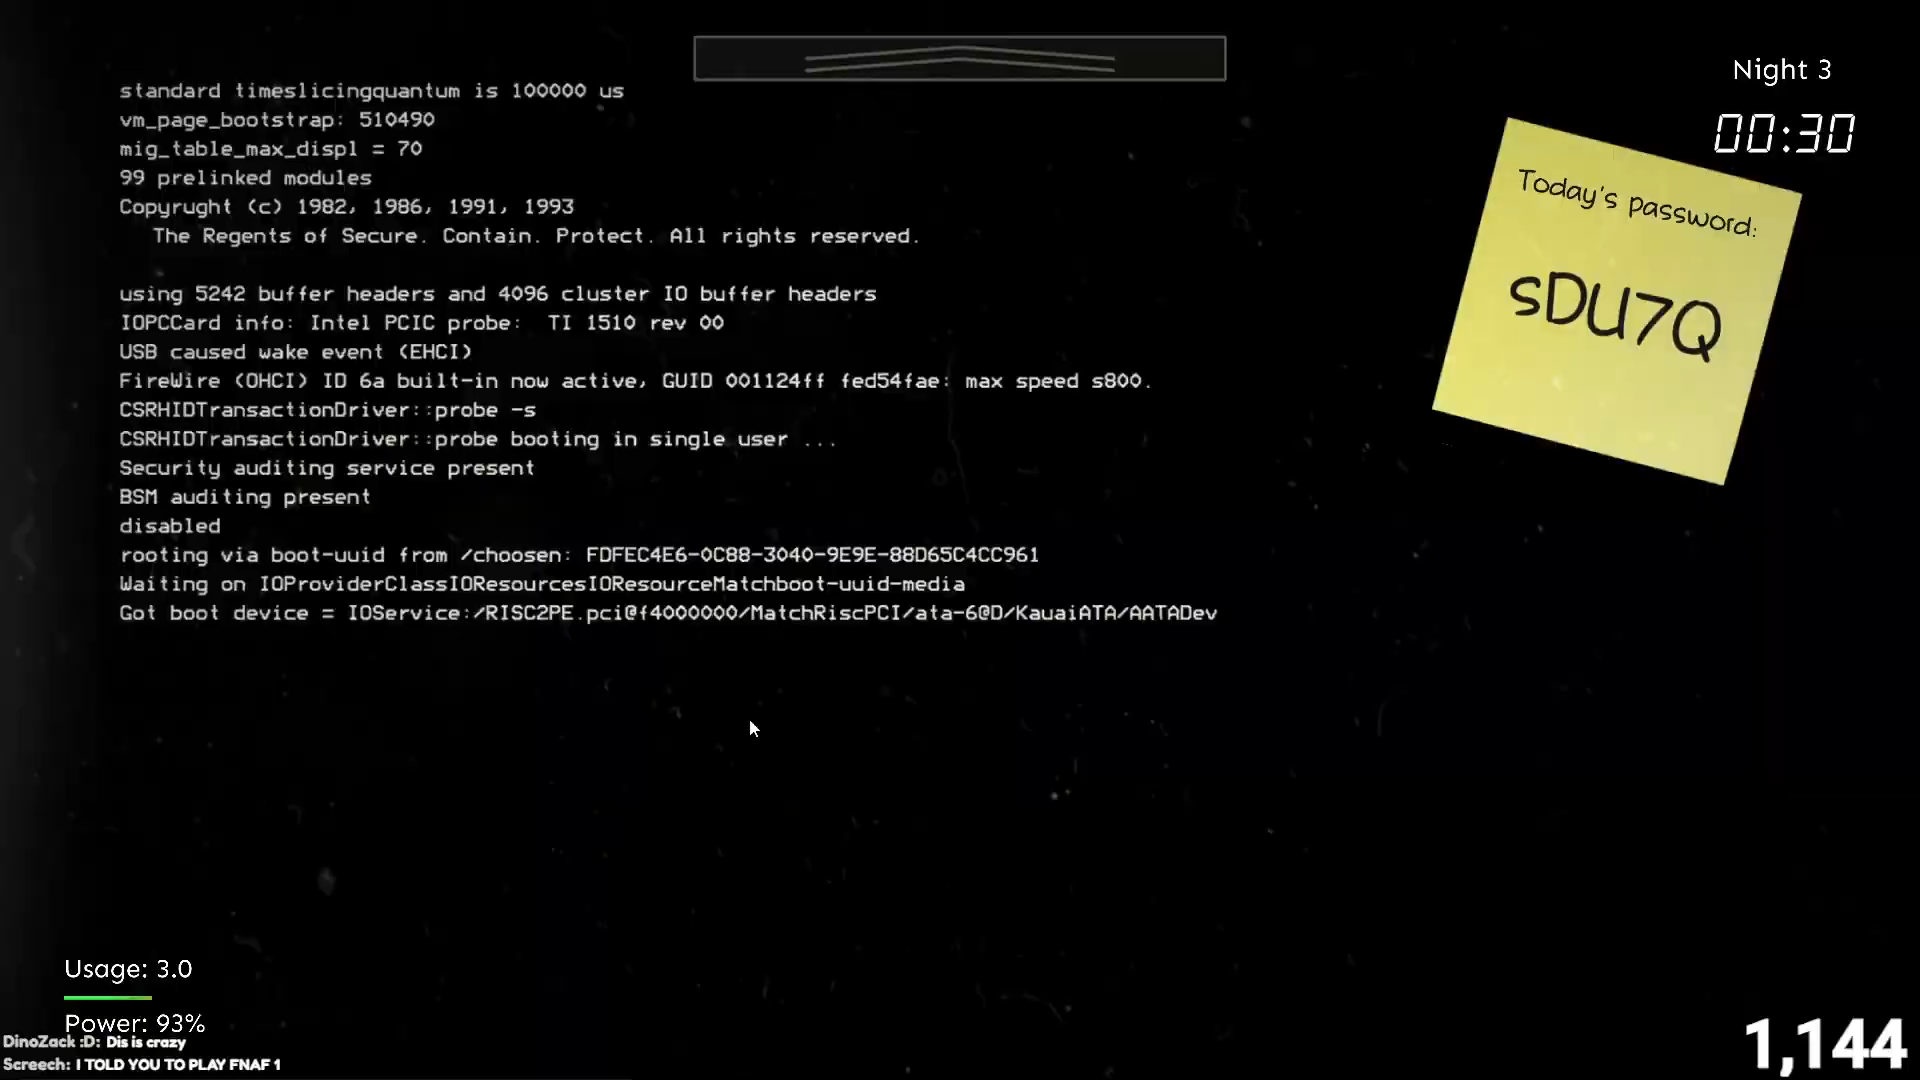 standard timeslicingquantum is 100000 us
vm_page_bootstrap: 510490
mig_table_max_displ = 70
99 prelinked modules
Copyrught (c) 1982, 1986, 1991, 1993
The Regents of Secure. Contain. Protect. All rights reserved.
using 5242 buffer headers and 4096 cluster IO buffer headers
IOPCCard info: Intel PCIC probe: TI 1510 rev 00
USB caused wake event (EHCI)
FireWire (OHCI) ID 6a built-in now active, GUID 001124ff fed54fae: max speed s800.
CSRHIDTransactionDriver::probe -s
CSRHIDTransactionDriver::probe booting in single user ...
Security auditing service present
BSM auditing present
disabled
rooting via boot-uuid from /choosen: FDFEC4E6-0C88-3040-9E9E-88D65C4CC961
Waiting on IOProviderClassIOResourcesIOResourceMatchboot-uuid-media
Got boot device = IOService:/RISC2PE.pci@f4000000/MatchRiscPCI/ata-6@D/KauaiATA/AATADev
Night 3
00:30
Today's password:
sDU7Q
Usage: 3.0
Power: 93%
DinoZack :D: Dis is crazy
Screech: I TOLD YOU TO PLAY FNAF 1
1,144